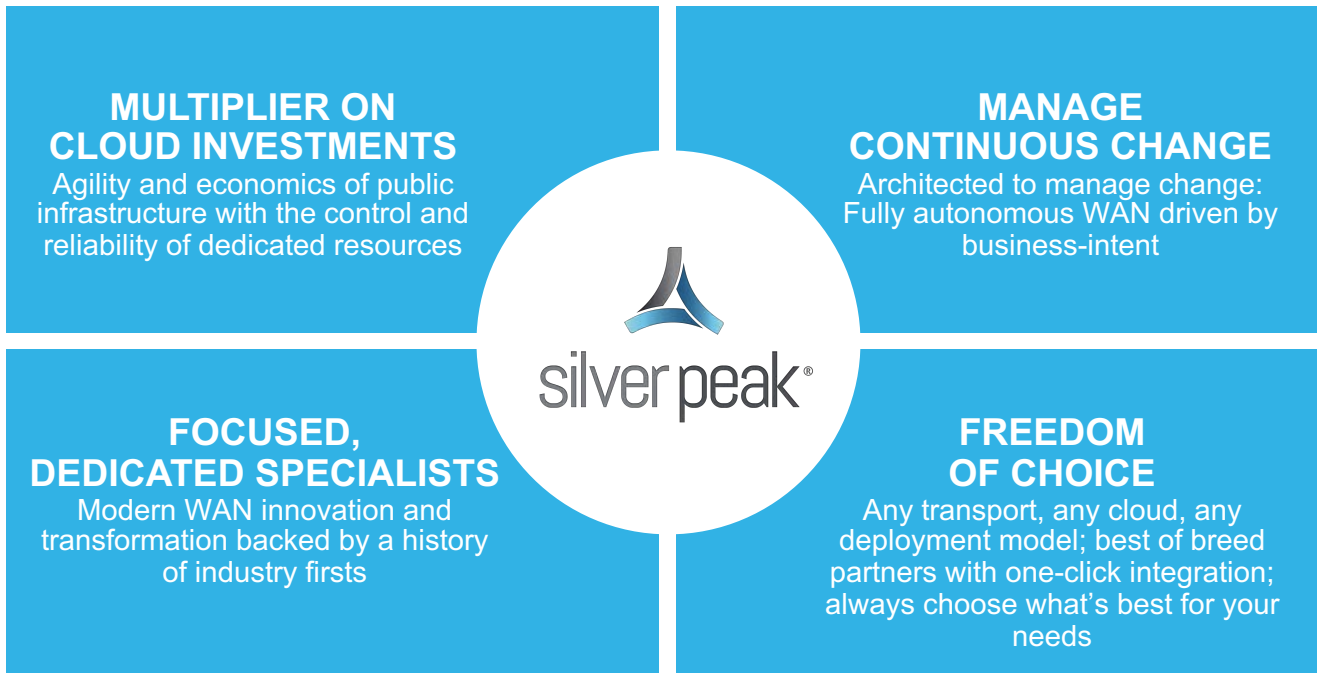 MULTIPLIER ON
CLOUD INVESTMENTS
Agility and economics of public
infrastructure with the control and
reliability of dedicated resources
MANAGE
CONTINUOUS CHANGE
Architected to manage change:
Fully autonomous WAN driven by
business-intent
silver peak®
FOCUSED,
DEDICATED SPECIALISTS
Modern WAN innovation and
transformation backed by a history
of industry firsts
FREEDOM
OF CHOICE
Any transport, any cloud, any
deployment model; best of breed
partners with one-click integration;
always choose what’s best for your
needs